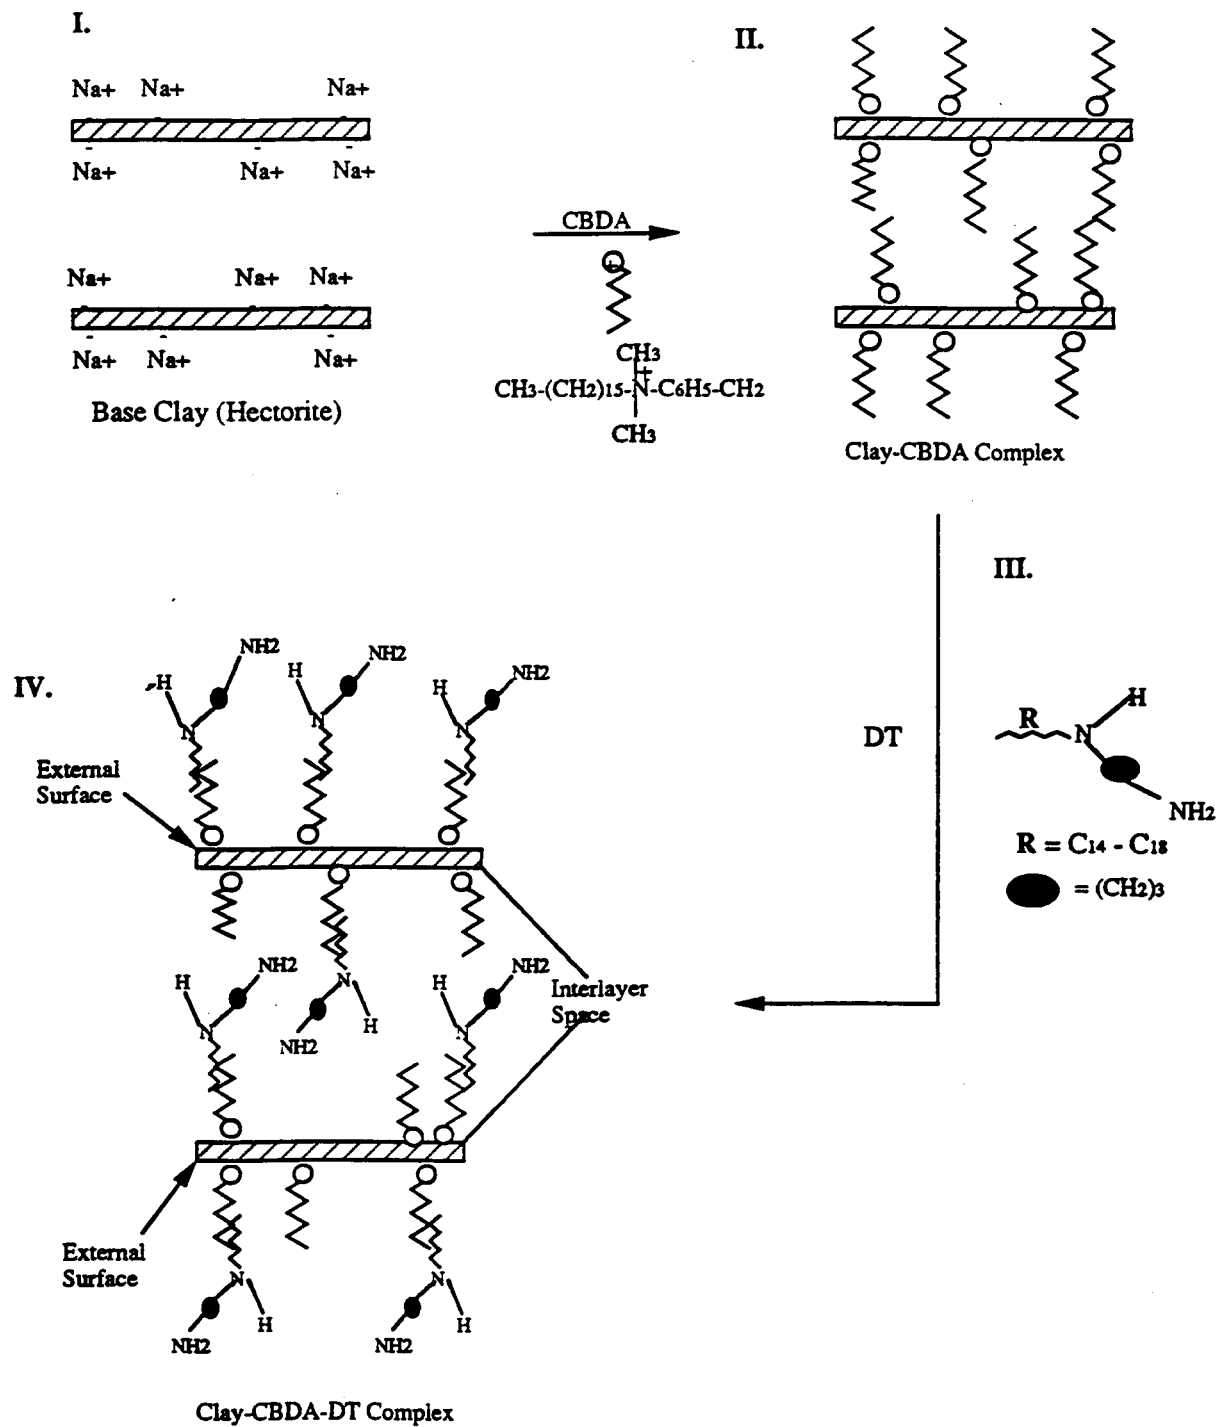 I.
Na+ Na+ Na+
Na+ Na+ Na+
Na+ Na+ Na+
Na+ Na+ Na+
Base Clay (Hectorite)
CBDA
CH3
+
CH3-(CH2)15-N-C6H5-CH2
CH3
II.
Clay-CBDA Complex
III.
DT
R
H
N
NH2
R = C14 - C18
= (CH2)3
IV.
H NH2 H NH2 H NH2
N N N
External
Surface
H NH2 N H NH2
N NH2 H N
Interlayer
Space
External
Surface
N N
NH2 H NH2 H
Clay-CBDA-DT Complex